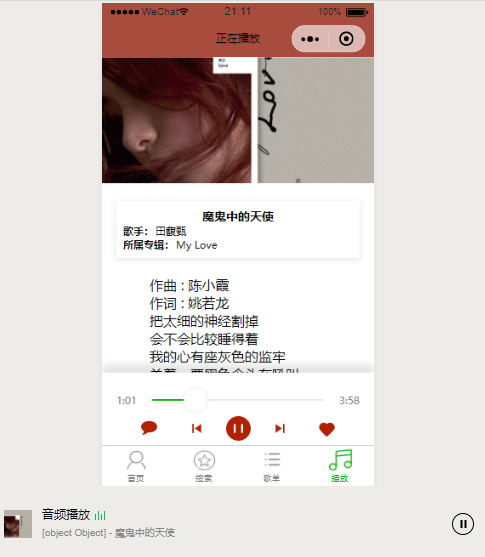 WeChat
21:11
100%
正在播放
Love
魔鬼中的天使
歌手： 田馥甄
所属专辑： My Love
作曲 : 陈小霞
作词 : 姚若龙
把太细的神经割掉
会不会比较睡得着
我的心有座灰色的监牢
1:01
3:58
首页
搜索
歌单
播放
音频播放
[object Object] - 魔鬼中的天使